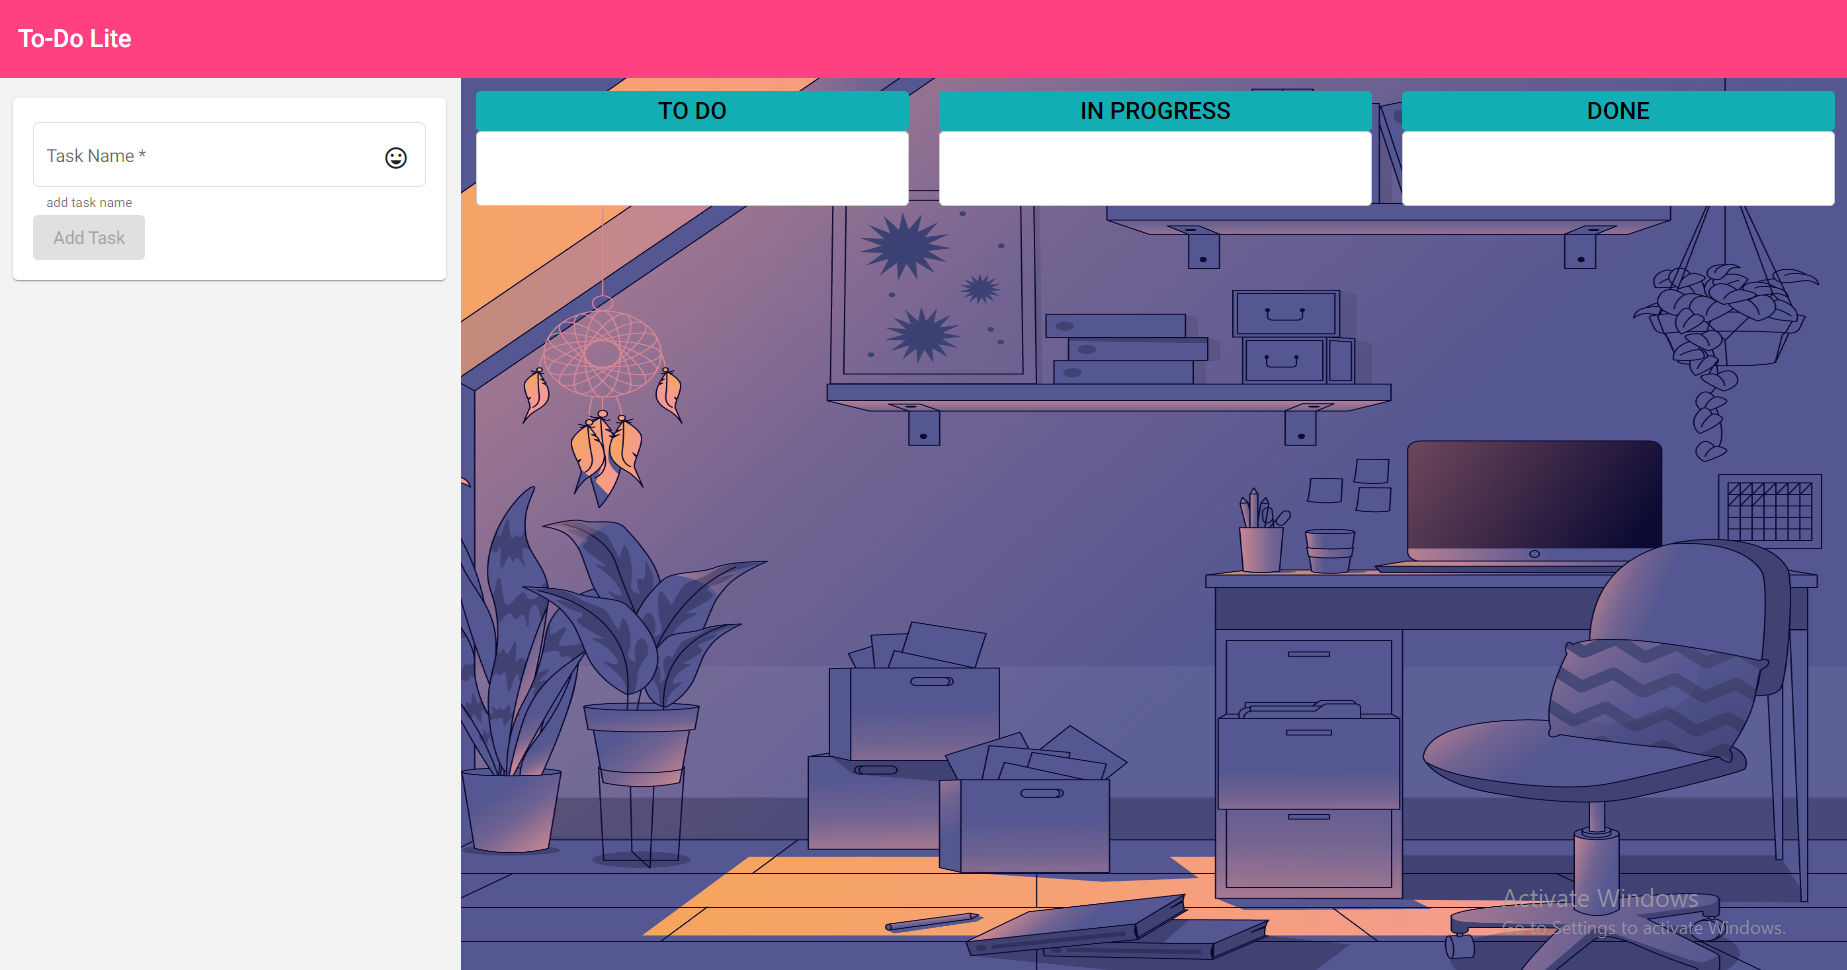 To-Do Lite
Task Name *
add task name
Add Task
TO DO
IN PROGRESS
DONE
Activate Windows
Go to Settings to activate Windows.